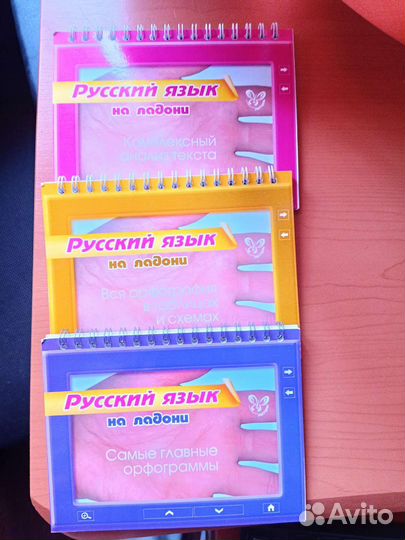 Русский язык
на ладони
Комплексный
анализ текста
Русский язык
на ладони
Вся орфография
в таблицах
и схемах
Русский язык
на ладони
Самые главные
орфограммы
Avito